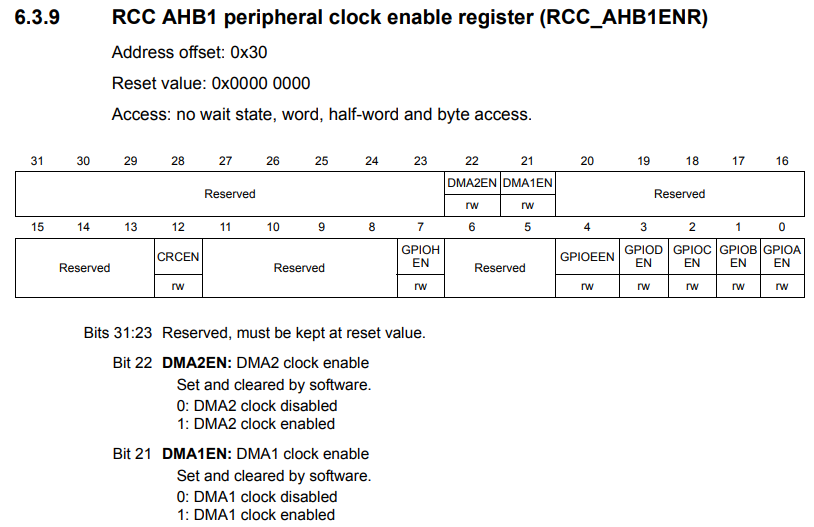 6.3.9 RCC AHB1 peripheral clock enable register (RCC_AHB1ENR)
Address offset: 0x30
Reset value: 0x0000 0000
Access: no wait state, word, half-word and byte access.
31 30 29 28 27 26 25 24 23 22 21 20 19 18 17 16
Reserved DMA2EN DMA1EN Reserved
rw rw
15 14 13 12 11 10 9 8 7 6 5 4 3 2 1 0
Reserved CRCEN Reserved GPIOH EN Reserved GPIOEEN GPIOD EN GPIOC EN GPIOB EN GPIOA EN
rw rw rw rw rw rw rw
Bits 31:23 Reserved, must be kept at reset value.
Bit 22 DMA2EN: DMA2 clock enable
Set and cleared by software.
0: DMA2 clock disabled
1: DMA2 clock enabled
Bit 21 DMA1EN: DMA1 clock enable
Set and cleared by software.
0: DMA1 clock disabled
1: DMA1 clock enabled